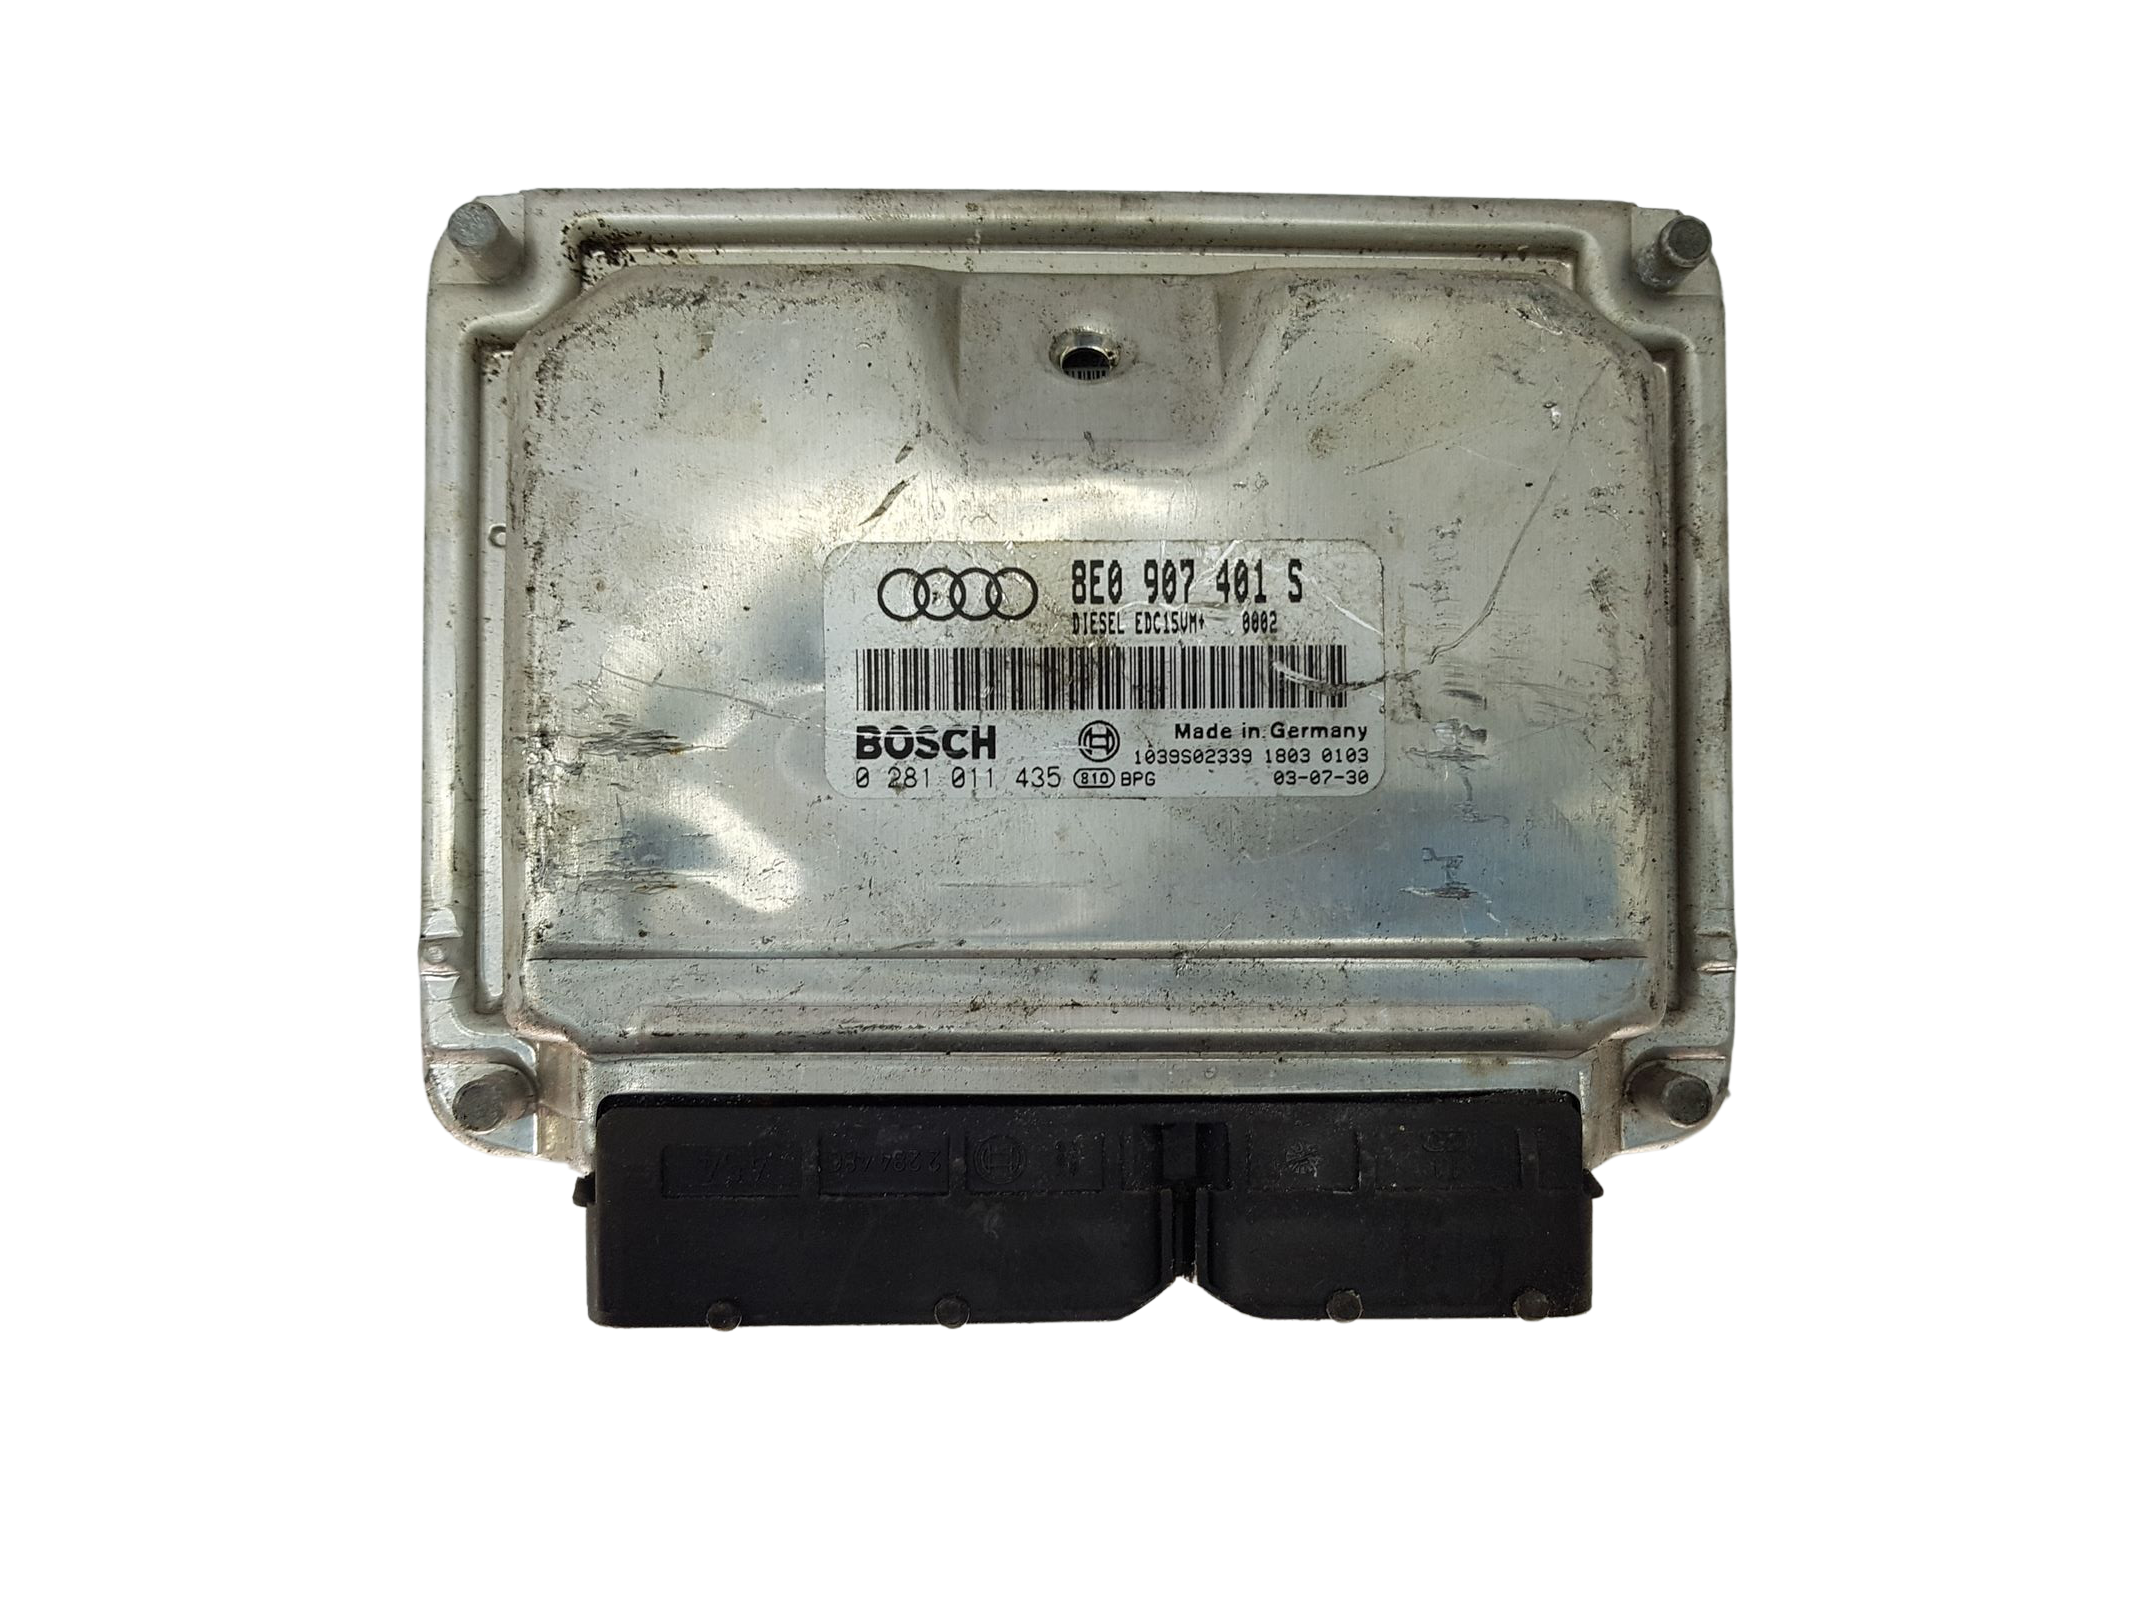 8E0 907 401 S
DIESEL EDC15VM+ 0002
BOSCH
Made in Germany
1039S02339 1803 0103
0 281 011 435 810 BPG 03-07-30